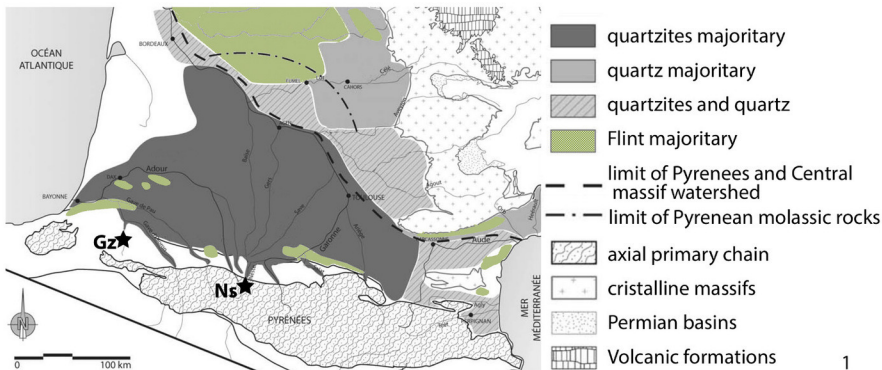 OCÉAN
ATLANTIQUE
BORDEAUX
CAHORS
Adour
BAYONNE
TOULOUSE
Garonne
Aude
Gz
Ns
PYRÉNÉES
MER
MÉDITERRANÉE
N
0
100 km
quartzites majoritary
quartz majoritary
quartzites and quartz
Flint majoritary
limit of Pyrenees and Central
massif watershed
limit of Pyrenean molassic rocks
axial primary chain
cristalline massifs
Permian basins
Volcanic formations
1